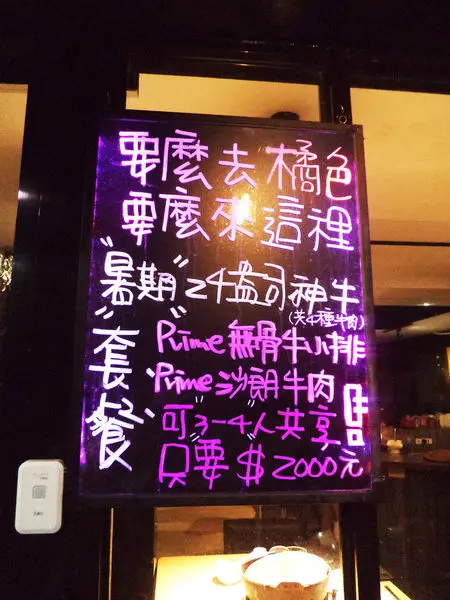 要麼去橘色
要麼來這裡
"暑期"24盎司神牛
(共4種牛肉)
"套餐"
Prime無骨牛小排
Prime沙朗牛肉
可3-4人共享
只要$2000元